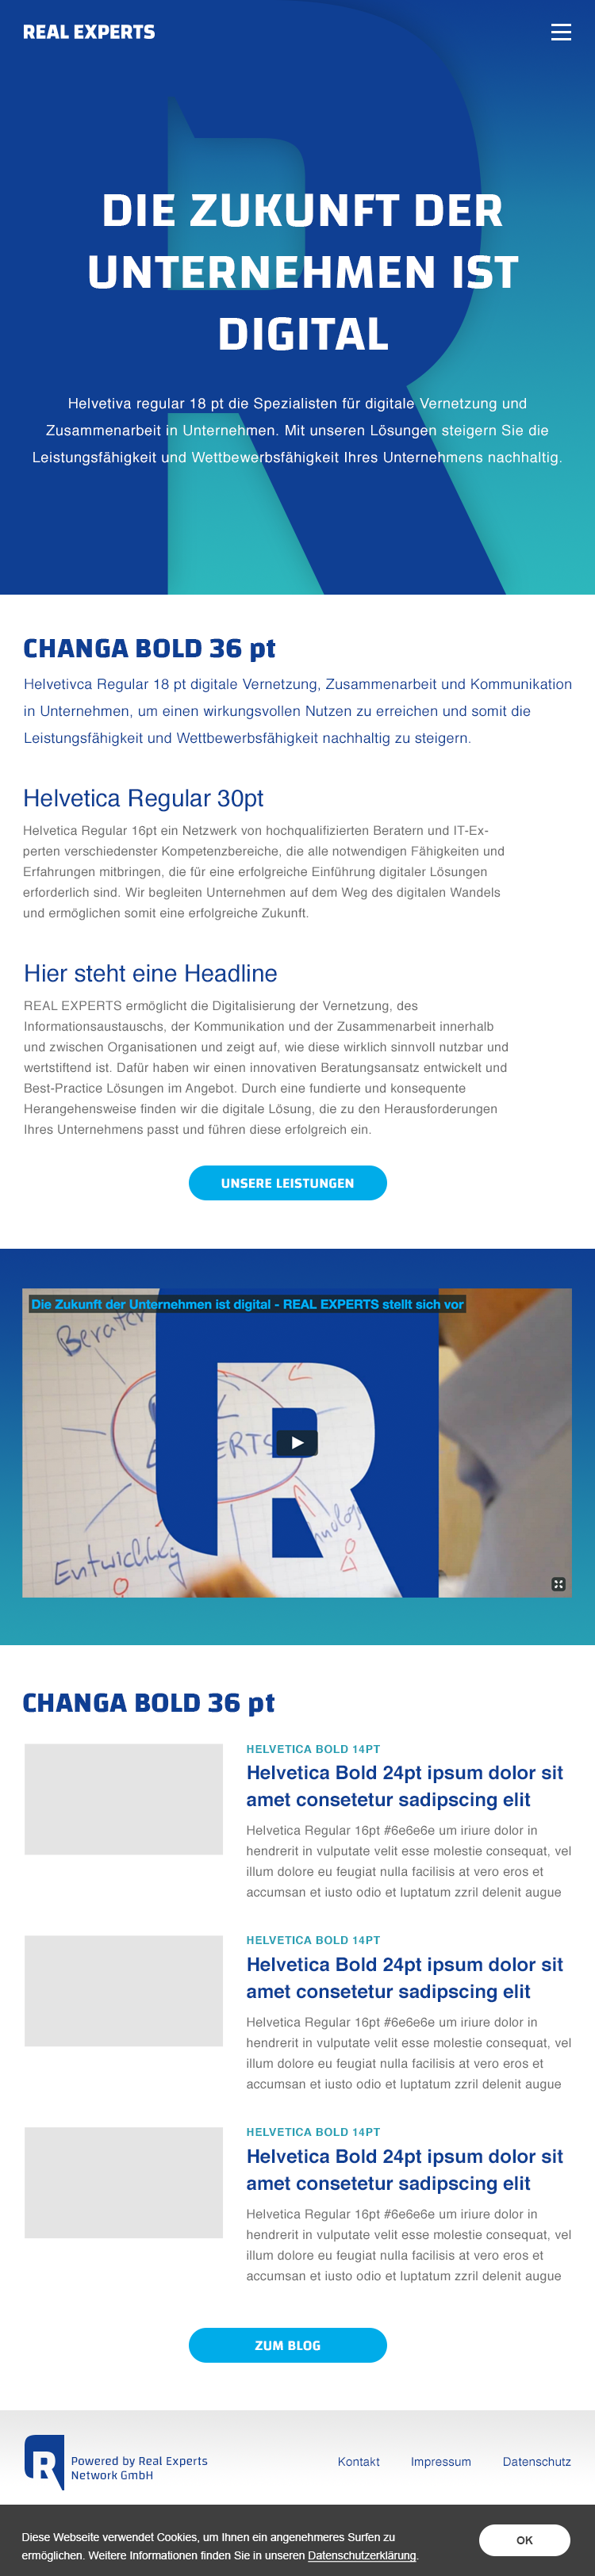 REAL EXPERTS
DIE ZUKUNFT DER
UNTERNEHMEN IST
DIGITAL
Helvetiva regular 18 pt die Spezialisten für digitale Vernetzung und
Zusammenarbeit in Unternehmen. Mit unseren Lösungen steigern Sie die
Leistungsfähigkeit und Wettbewerbsfähigkeit Ihres Unternehmens nachhaltig.
CHANGA BOLD 36 pt
Helvetivca Regular 18 pt digitale Vernetzung, Zusammenarbeit und Kommunikation
in Unternehmen, um einen wirkungsvollen Nutzen zu erreichen und somit die
Leistungsfähigkeit und Wettbewerbsfähigkeit nachhaltig zu steigern.
Helvetica Regular 30pt
Helvetica Regular 16pt ein Netzwerk von hochqualifizierten Beratern und IT-Ex-
perten verschiedenster Kompetenzbereiche, die alle notwendigen Fähigkeiten und
Erfahrungen mitbringen, die für eine erfolgreiche Einführung digitaler Lösungen
erforderlich sind. Wir begleiten Unternehmen auf dem Weg des digitalen Wandels
und ermöglichen somit eine erfolgreiche Zukunft.
Hier steht eine Headline
REAL EXPERTS ermöglicht die Digitalisierung der Vernetzung, des
Informationsaustauschs, der Kommunikation und der Zusammenarbeit innerhalb
und zwischen Organisationen und zeigt auf, wie diese wirklich sinnvoll nutzbar und
wertstiftend ist. Dafür haben wir einen innovativen Beratungsansatz entwickelt und
Best-Practice Lösungen im Angebot. Durch eine fundierte und konsequente
Herangehensweise finden wir die digitale Lösung, die zu den Herausforderungen
Ihres Unternehmens passt und führen diese erfolgreich ein.
UNSERE LEISTUNGEN
Die Zukunft der Unternehmen ist digital - REAL EXPERTS stellt sich vor
Berater
R
Entwicklug
CHANGA BOLD 36 pt
HELVETICA BOLD 14PT
Helvetica Bold 24pt ipsum dolor sit
amet consetetur sadipscing elit
Helvetica Regular 16pt #6e6e6e um iriure dolor in
hendrerit in vulputate velit esse molestie consequat, vel
illum dolore eu feugiat nulla facilisis at vero eros et
accumsan et iusto odio et luptatum zzril delenit augue
HELVETICA BOLD 14PT
Helvetica Bold 24pt ipsum dolor sit
amet consetetur sadipscing elit
Helvetica Regular 16pt #6e6e6e um iriure dolor in
hendrerit in vulputate velit esse molestie consequat, vel
illum dolore eu feugiat nulla facilisis at vero eros et
accumsan et iusto odio et luptatum zzril delenit augue
HELVETICA BOLD 14PT
Helvetica Bold 24pt ipsum dolor sit
amet consetetur sadipscing elit
Helvetica Regular 16pt #6e6e6e um iriure dolor in
hendrerit in vulputate velit esse molestie consequat, vel
illum dolore eu feugiat nulla facilisis at vero eros et
accumsan et iusto odio et luptatum zzril delenit augue
ZUM BLOG
R
Powered by Real Experts
Network GmbH
Kontakt Impressum Datenschutz
Diese Webseite verwendet Cookies, um Ihnen ein angenehmeres Surfen zu
ermöglichen. Weitere Informationen finden Sie in unseren Datenschutzerklärung.
OK